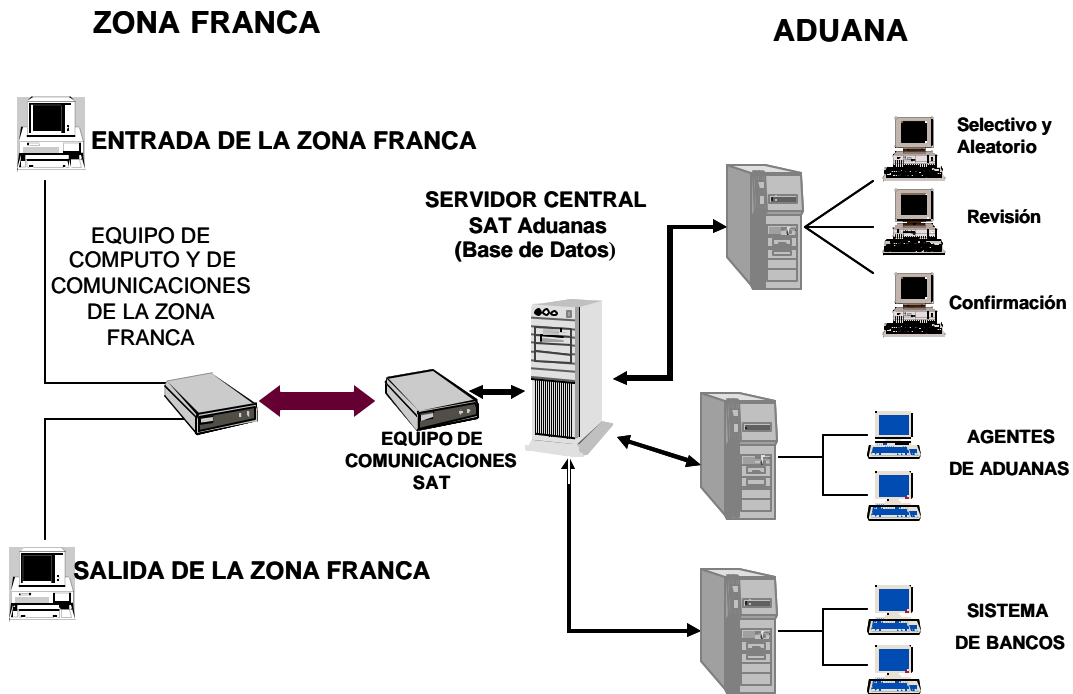 ZONA FRANCA
ADUANA
ENTRADA DE LA ZONA FRANCA
EQUIPO DE
COMPUTO Y DE
COMUNICACIONES
DE LA ZONA
FRANCA
SALIDA DE LA ZONA FRANCA
EQUIPO DE
COMUNICACIONES
SAT
SERVIDOR CENTRAL
SAT Aduanas
(Base de Datos)
Selectivo y
Aleatorio
Revisión
Confirmación
AGENTES
DE ADUANAS
SISTEMA
DE BANCOS